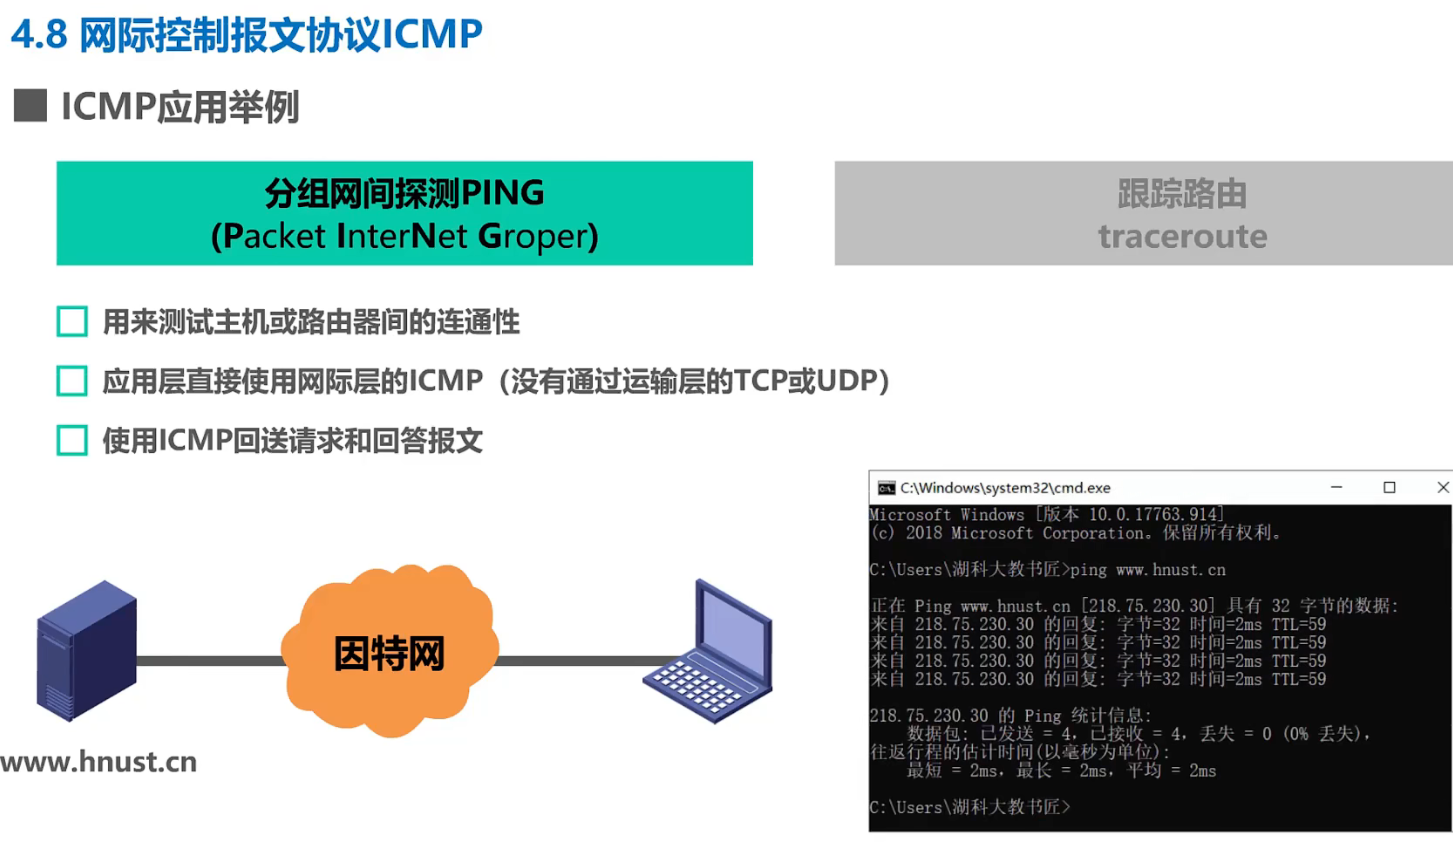 4.8 网际控制报文协议ICMP
ICMP应用举例
分组网间探测PING
(Packet InterNet Groper)
跟踪路由
traceroute
用来测试主机或路由器间的连通性
应用层直接使用网际层的ICMP（没有通过运输层的TCP或UDP）
使用ICMP回送请求和回答报文
因特网
www.hnust.cn
C:\Windows\system32\cmd.exe
Microsoft Windows [版本 10.0.17763.914]
(c) 2018 Microsoft Corporation。保留所有权利。
C:\Users\湖科大教书匠>ping www.hnust.cn
正在 Ping www.hnust.cn [218.75.230.30] 具有 32 字节的数据:
来自 218.75.230.30 的回复: 字节=32 时间=2ms TTL=59
来自 218.75.230.30 的回复: 字节=32 时间=2ms TTL=59
来自 218.75.230.30 的回复: 字节=32 时间=2ms TTL=59
来自 218.75.230.30 的回复: 字节=32 时间=2ms TTL=59
218.75.230.30 的 Ping 统计信息:
数据包: 已发送 = 4，已接收 = 4，丢失 = 0 (0% 丢失)，
往返行程的估计时间(以毫秒为单位):
最短 = 2ms，最长 = 2ms，平均 = 2ms
C:\Users\湖科大教书匠>